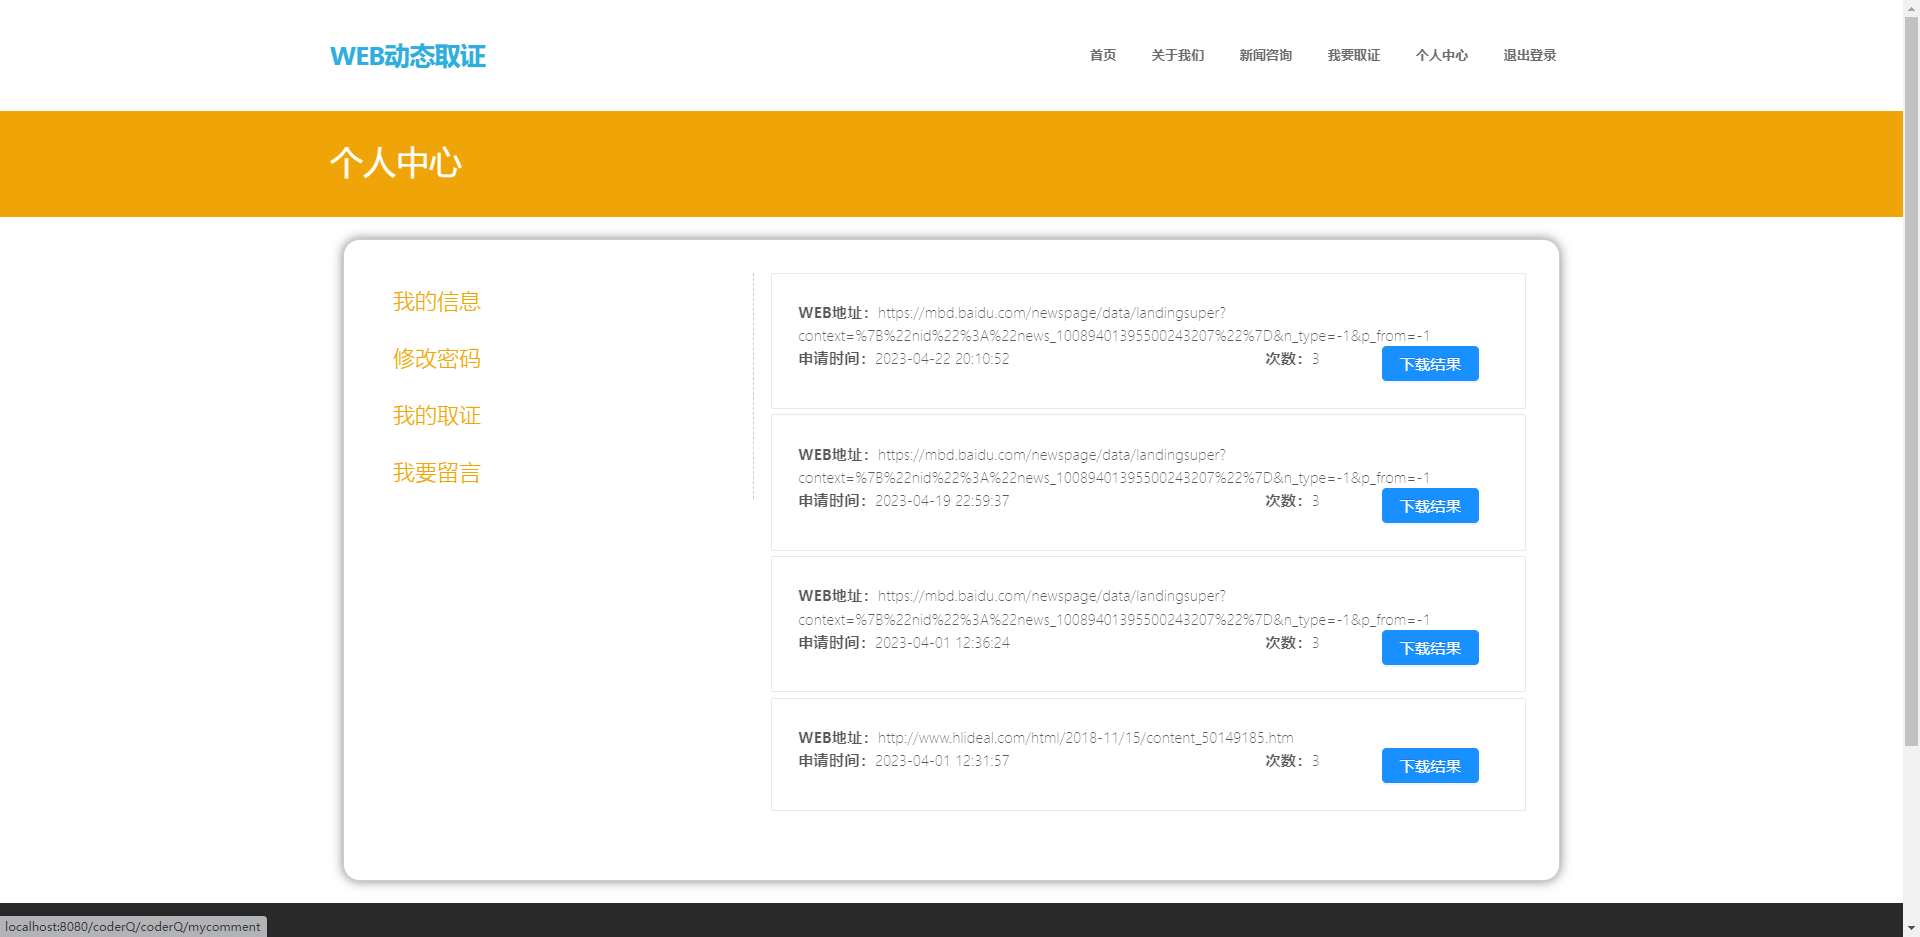 WEB动态取证
首页 关于我们 新闻咨询 我要取证 个人中心 退出登录
个人中心
我的信息
修改密码
我的取证
我要留言
WEB地址：https://mbd.baidu.com/newspage/data/landingsuper?
context=%7B%22nid%22%3A%22news_10089401395500243207%22%7D&n_type=-1&p_from=-1
申请时间：2023-04-22 20:10:52 次数：3 下载结果
WEB地址：https://mbd.baidu.com/newspage/data/landingsuper?
context=%7B%22nid%22%3A%22news_10089401395500243207%22%7D&n_type=-1&p_from=-1
申请时间：2023-04-19 22:59:37 次数：3 下载结果
WEB地址：https://mbd.baidu.com/newspage/data/landingsuper?
context=%7B%22nid%22%3A%22news_10089401395500243207%22%7D&n_type=-1&p_from=-1
申请时间：2023-04-01 12:36:24 次数：3 下载结果
WEB地址：http://www.hlideal.com/html/2018-11/15/content_50149185.htm
申请时间：2023-04-01 12:31:57 次数：3 下载结果
localhost:8080/coderQ/coderQ/mycomment